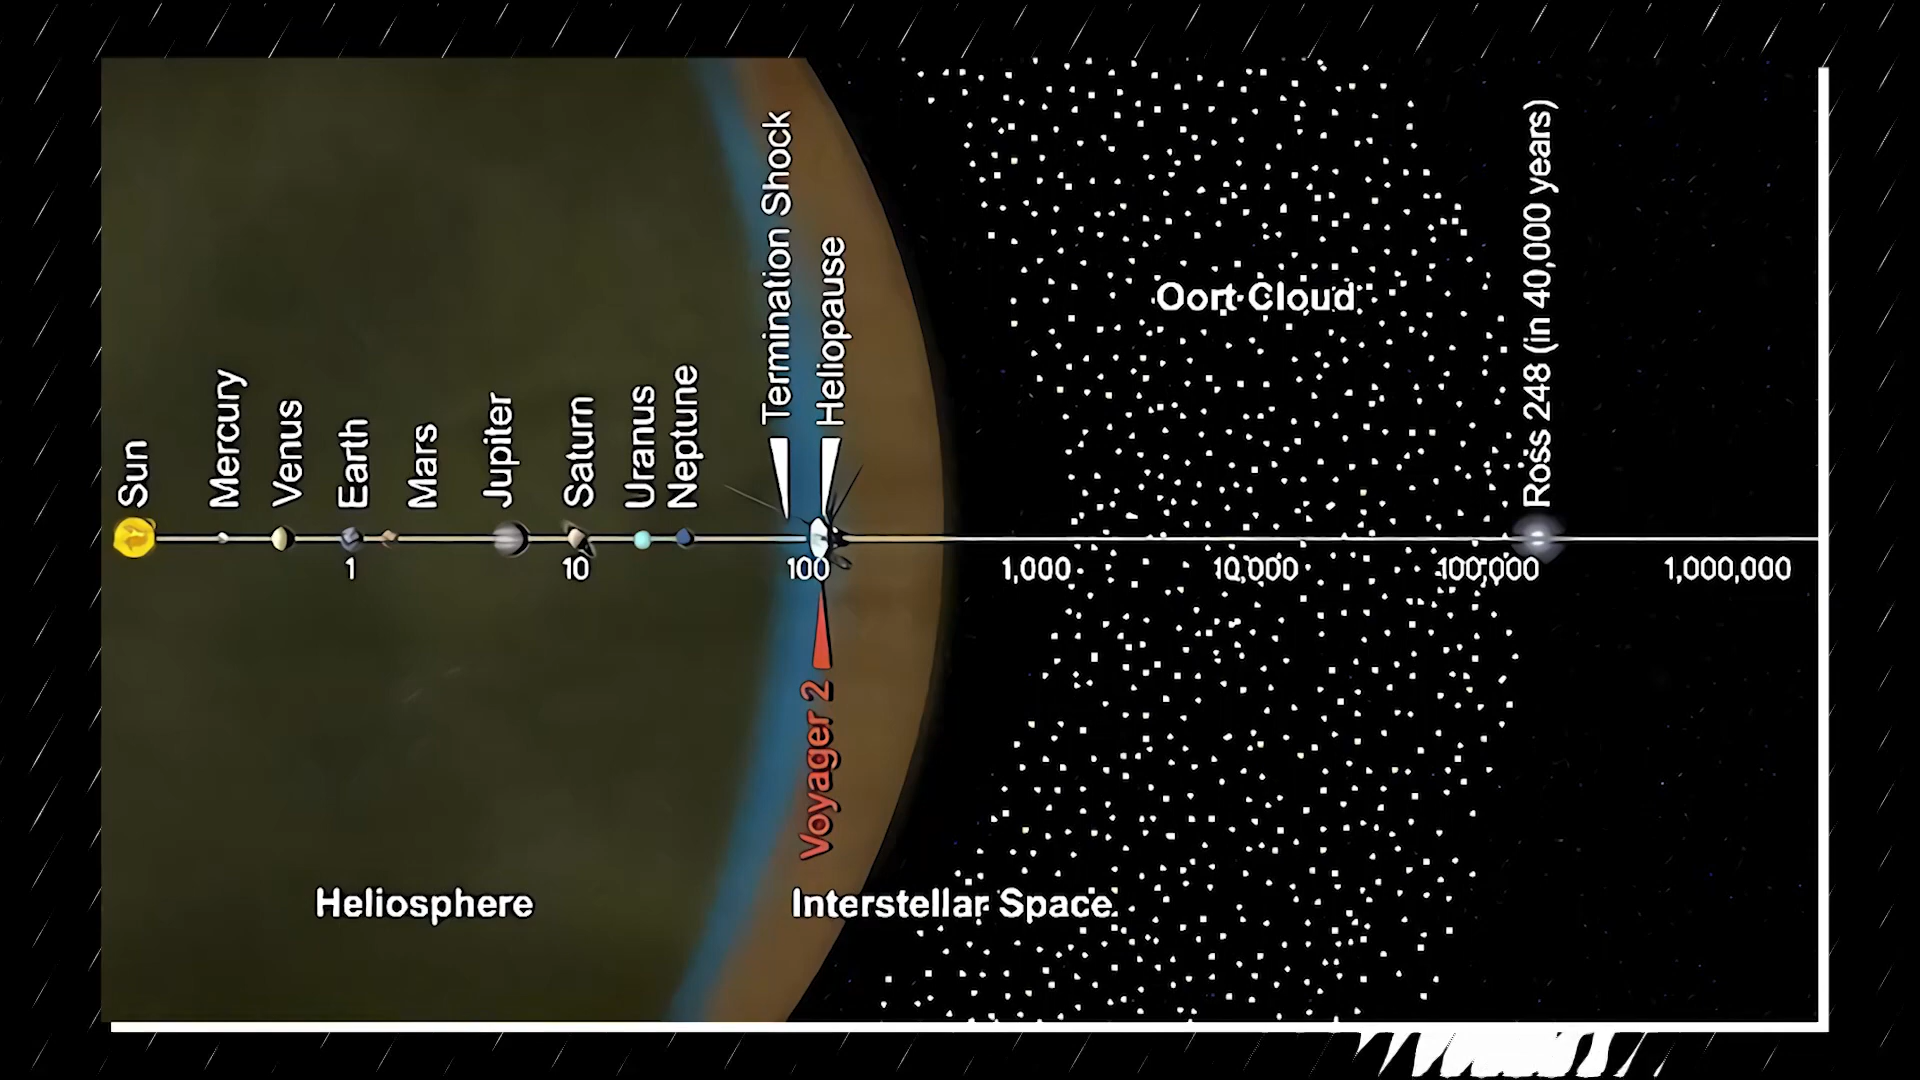 Sun
Mercury
Venus
Earth
Mars
Jupiter
Saturn
Uranus
Neptune
Termination Shock
Heliopause
Oort Cloud
Ross 248 (in 40,000 years)
1
10
100
1,000
10,000
100,000
1,000,000
Voyager 2
Heliosphere
Interstellar Space